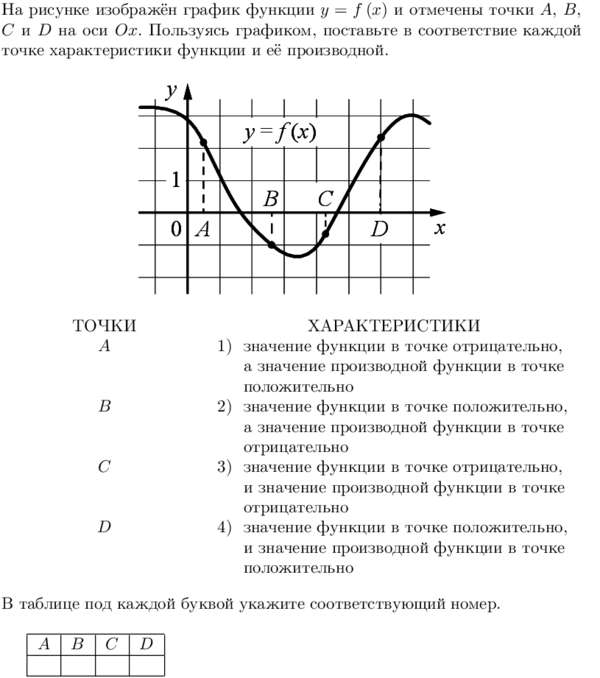 На рисунке изображён график функции y = f (x) и отмечены точки A, B,
C и D на оси Ox. Пользуясь графиком, поставьте в соответствие каждой
точке характеристики функции и её производной.
y
y = f(x)
1
B
C
0
A
D
x
ТОЧКИ
ХАРАКТЕРИСТИКИ
A
1) значение функции в точке отрицательно,
а значение производной функции в точке
положительно
B
2) значение функции в точке положительно,
а значение производной функции в точке
отрицательно
C
3) значение функции в точке отрицательно,
и значение производной функции в точке
отрицательно
D
4) значение функции в точке положительно,
и значение производной функции в точке
положительно
В таблице под каждой буквой укажите соответствующий номер.
A B C D